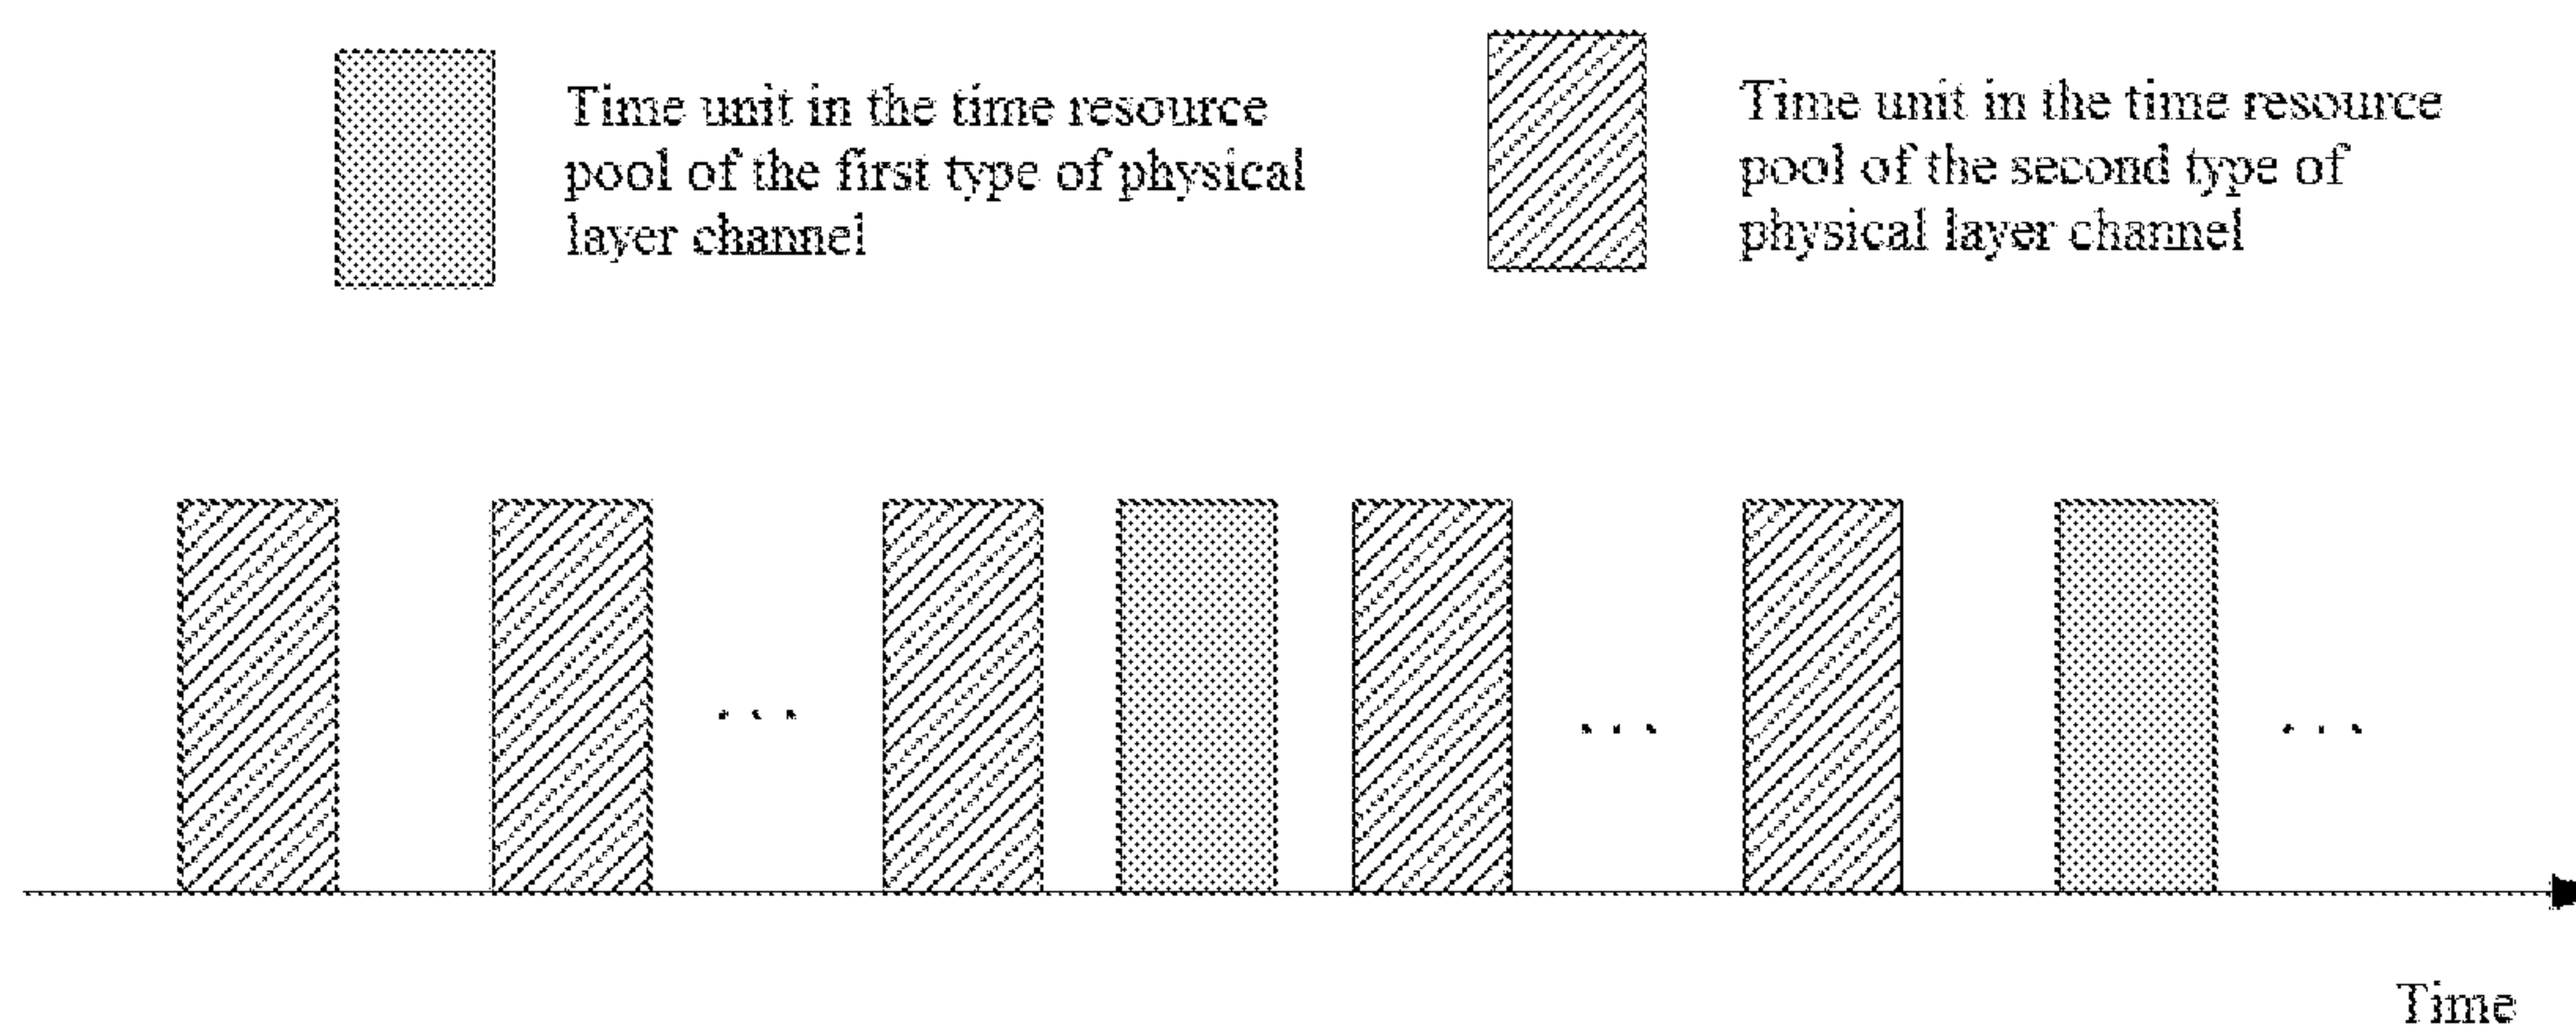 Time unit in the time resource
pool of the first type of physical
layer channel
Time unit in the time resource
pool of the second type of
physical layer channel
. . .
. . .
. . .
Time